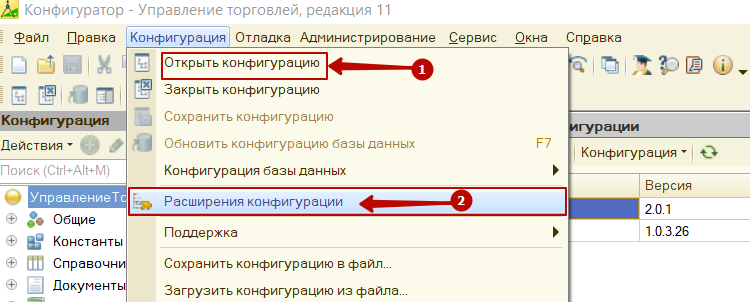 Конфигуратор - Управление торговлей, редакция 11
Файл Правка Конфигурация Отладка Администрирование Сервис Окна Справка
Открыть конфигурацию
1
Закрыть конфигурацию
Сохранить конфигурацию
Конфигурация
Обновить конфигурацию базы данных F7
Действия
Конфигурация
Поиск (Ctrl+Alt+M)
Конфигурация базы данных
Версия
УправлениеТо
Расширения конфигурации
2
2.0.1
Общие
1.0.3.26
Константы
Поддержка
Справочни
Сохранить конфигурацию в файл...
Документы
Загрузить конфигурацию из файла...